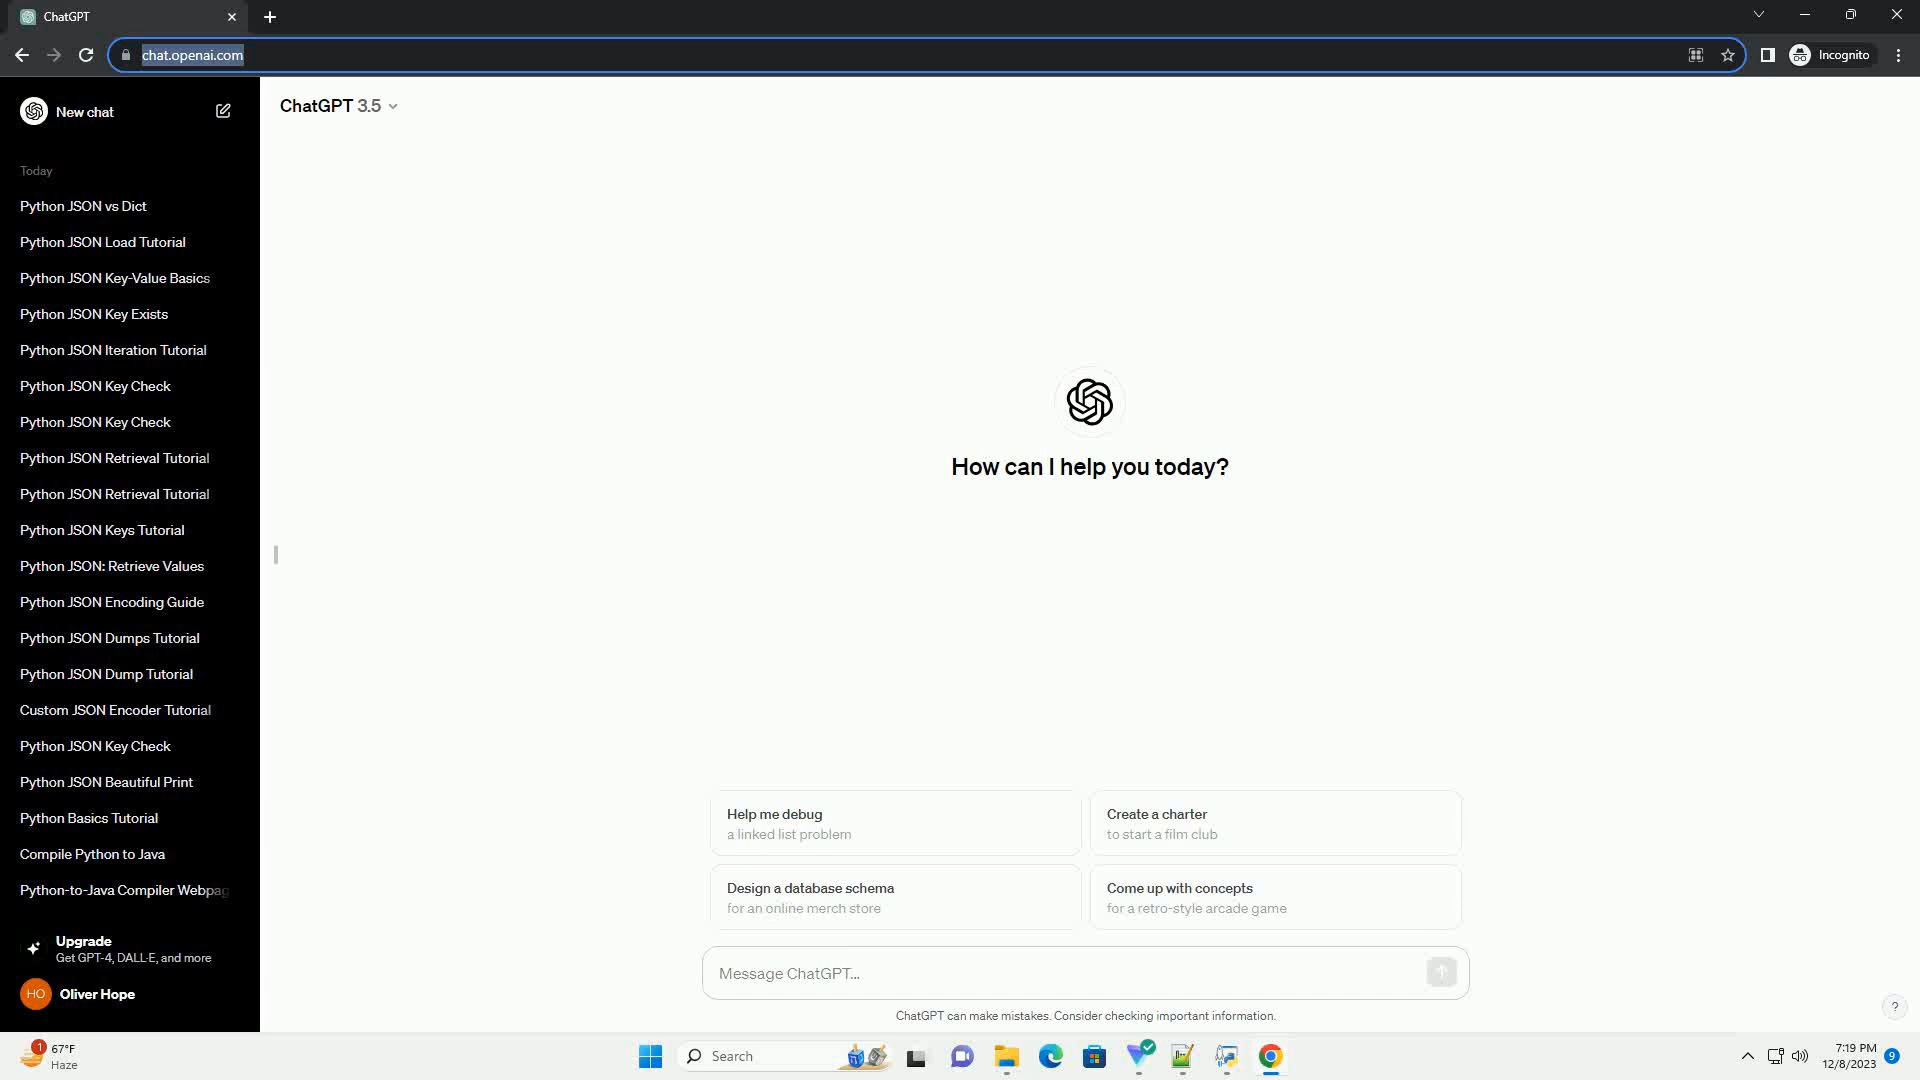 ChatGPT
chat.openai.com
Incognito
New chat
ChatGPT 3.5
Today
Python JSON vs Dict
Python JSON Load Tutorial
Python JSON Key-Value Basics
Python JSON Key Exists
Python JSON Iteration Tutorial
Python JSON Key Check
Python JSON Key Check
Python JSON Retrieval Tutorial
Python JSON Retrieval Tutorial
Python JSON Keys Tutorial
Python JSON: Retrieve Values
Python JSON Encoding Guide
Python JSON Dumps Tutorial
Python JSON Dump Tutorial
Custom JSON Encoder Tutorial
Python JSON Key Check
Python JSON Beautiful Print
Python Basics Tutorial
Compile Python to Java
Python-to-Java Compiler Webpag
Upgrade
Get GPT-4, DALL·E, and more
HO
Oliver Hope
How can I help you today?
Help me debug
a linked list problem
Create a charter
to start a film club
Design a database schema
for an online merch store
Come up with concepts
for a retro-style arcade game
Message ChatGPT...
ChatGPT can make mistakes. Consider checking important information.
?
1
67°F
Haze
Search
7:19 PM
12/8/2023
9